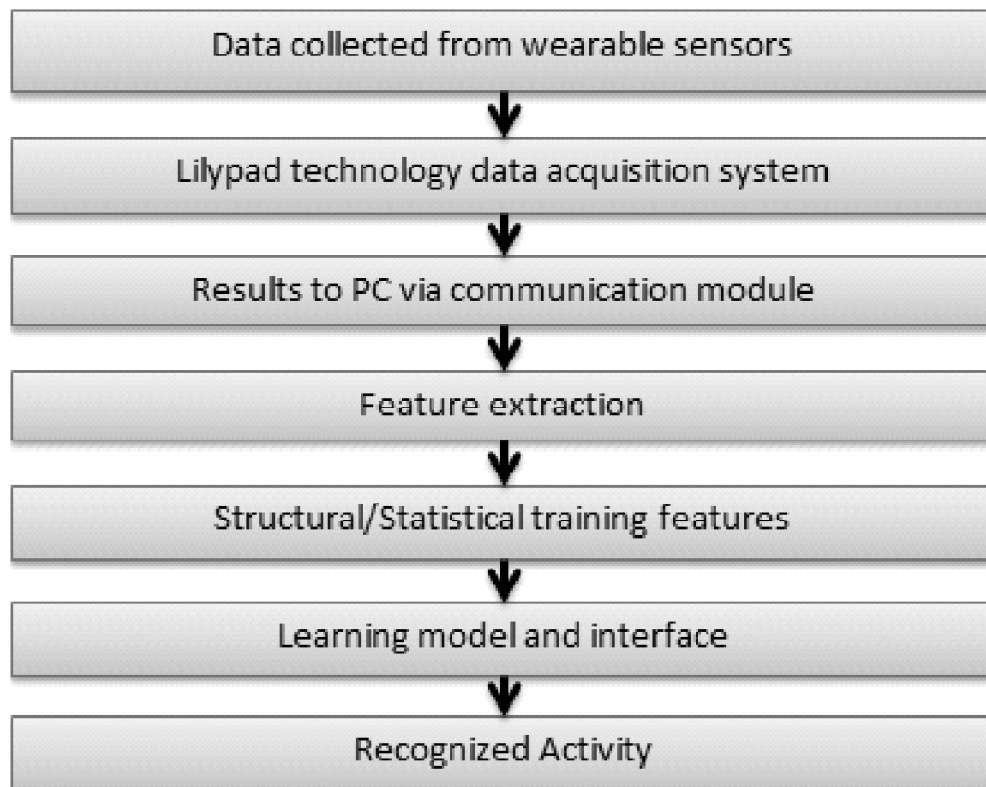 Data collected from wearable sensors
Lilypad technology data acquisition system
Results to PC via communication module
Feature extraction
Structural/Statistical training features
Learning model and interface
Recognized Activity